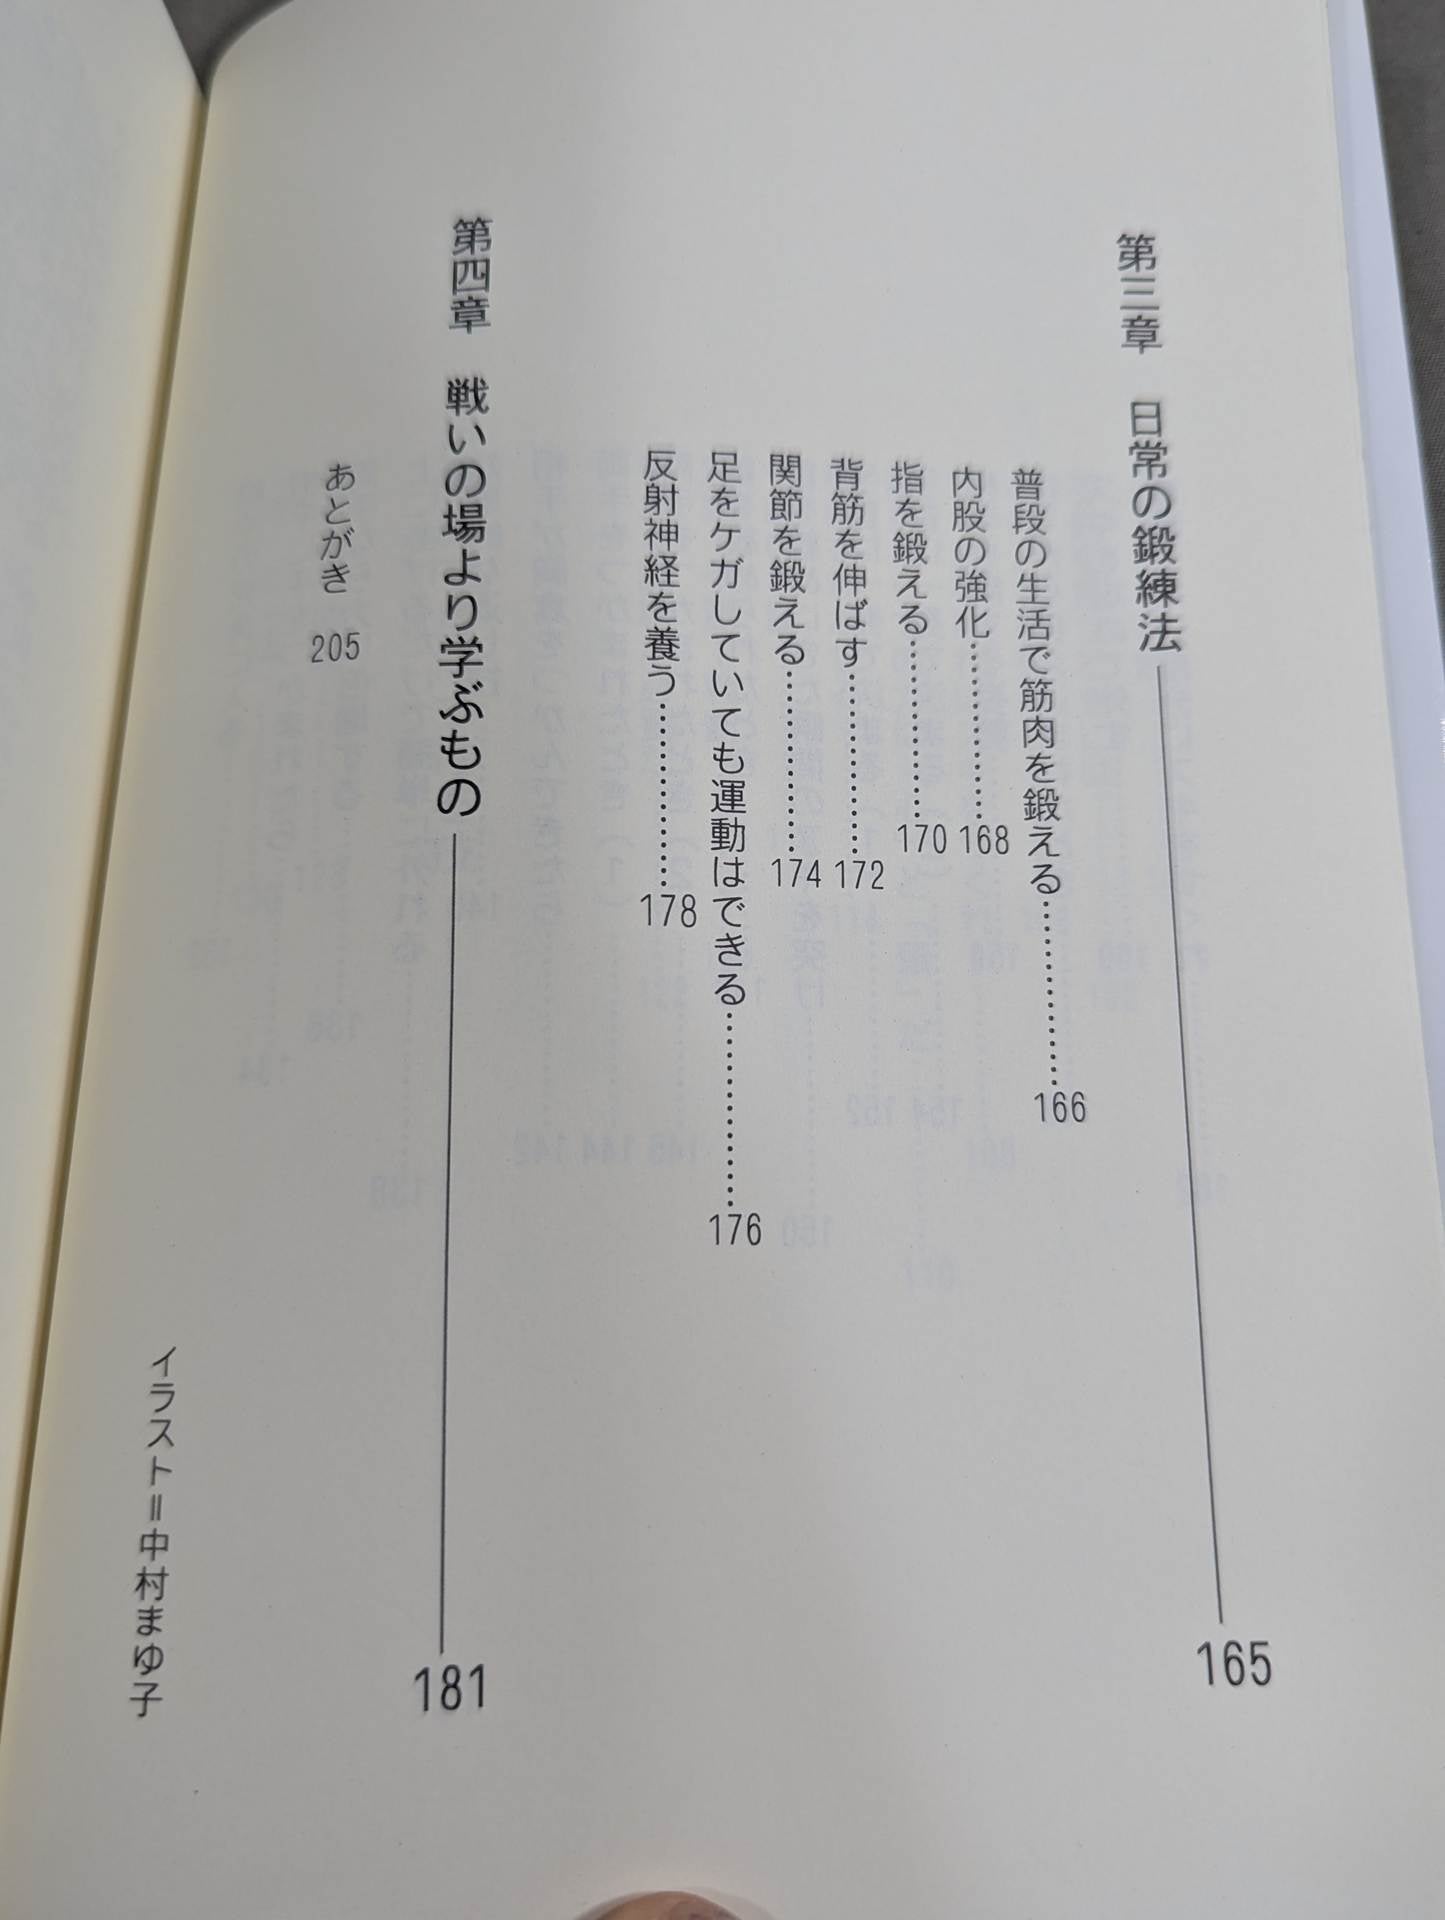 第三章　日常の鍛練法 165
普段の生活で筋肉を鍛える…………166
内股の強化…………168
指を鍛える…………170
背筋を伸ばす…………172
関節を鍛える…………174
足をケガしていても運動はできる…………176
反射神経を養う…………178
第四章　戦いの場より学ぶもの 181
あとがき 205
イラスト＝中村まゆ子